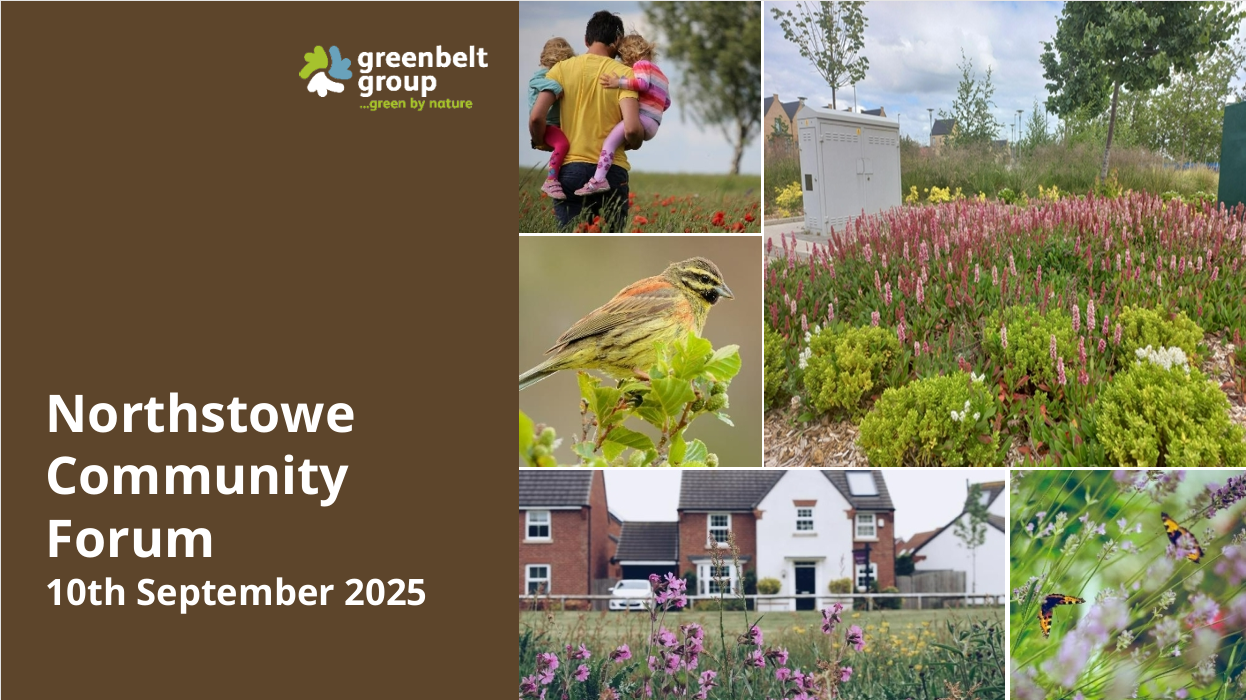 greenbelt
group
...green by nature
Northstowe
Community
Forum
10th September 2025